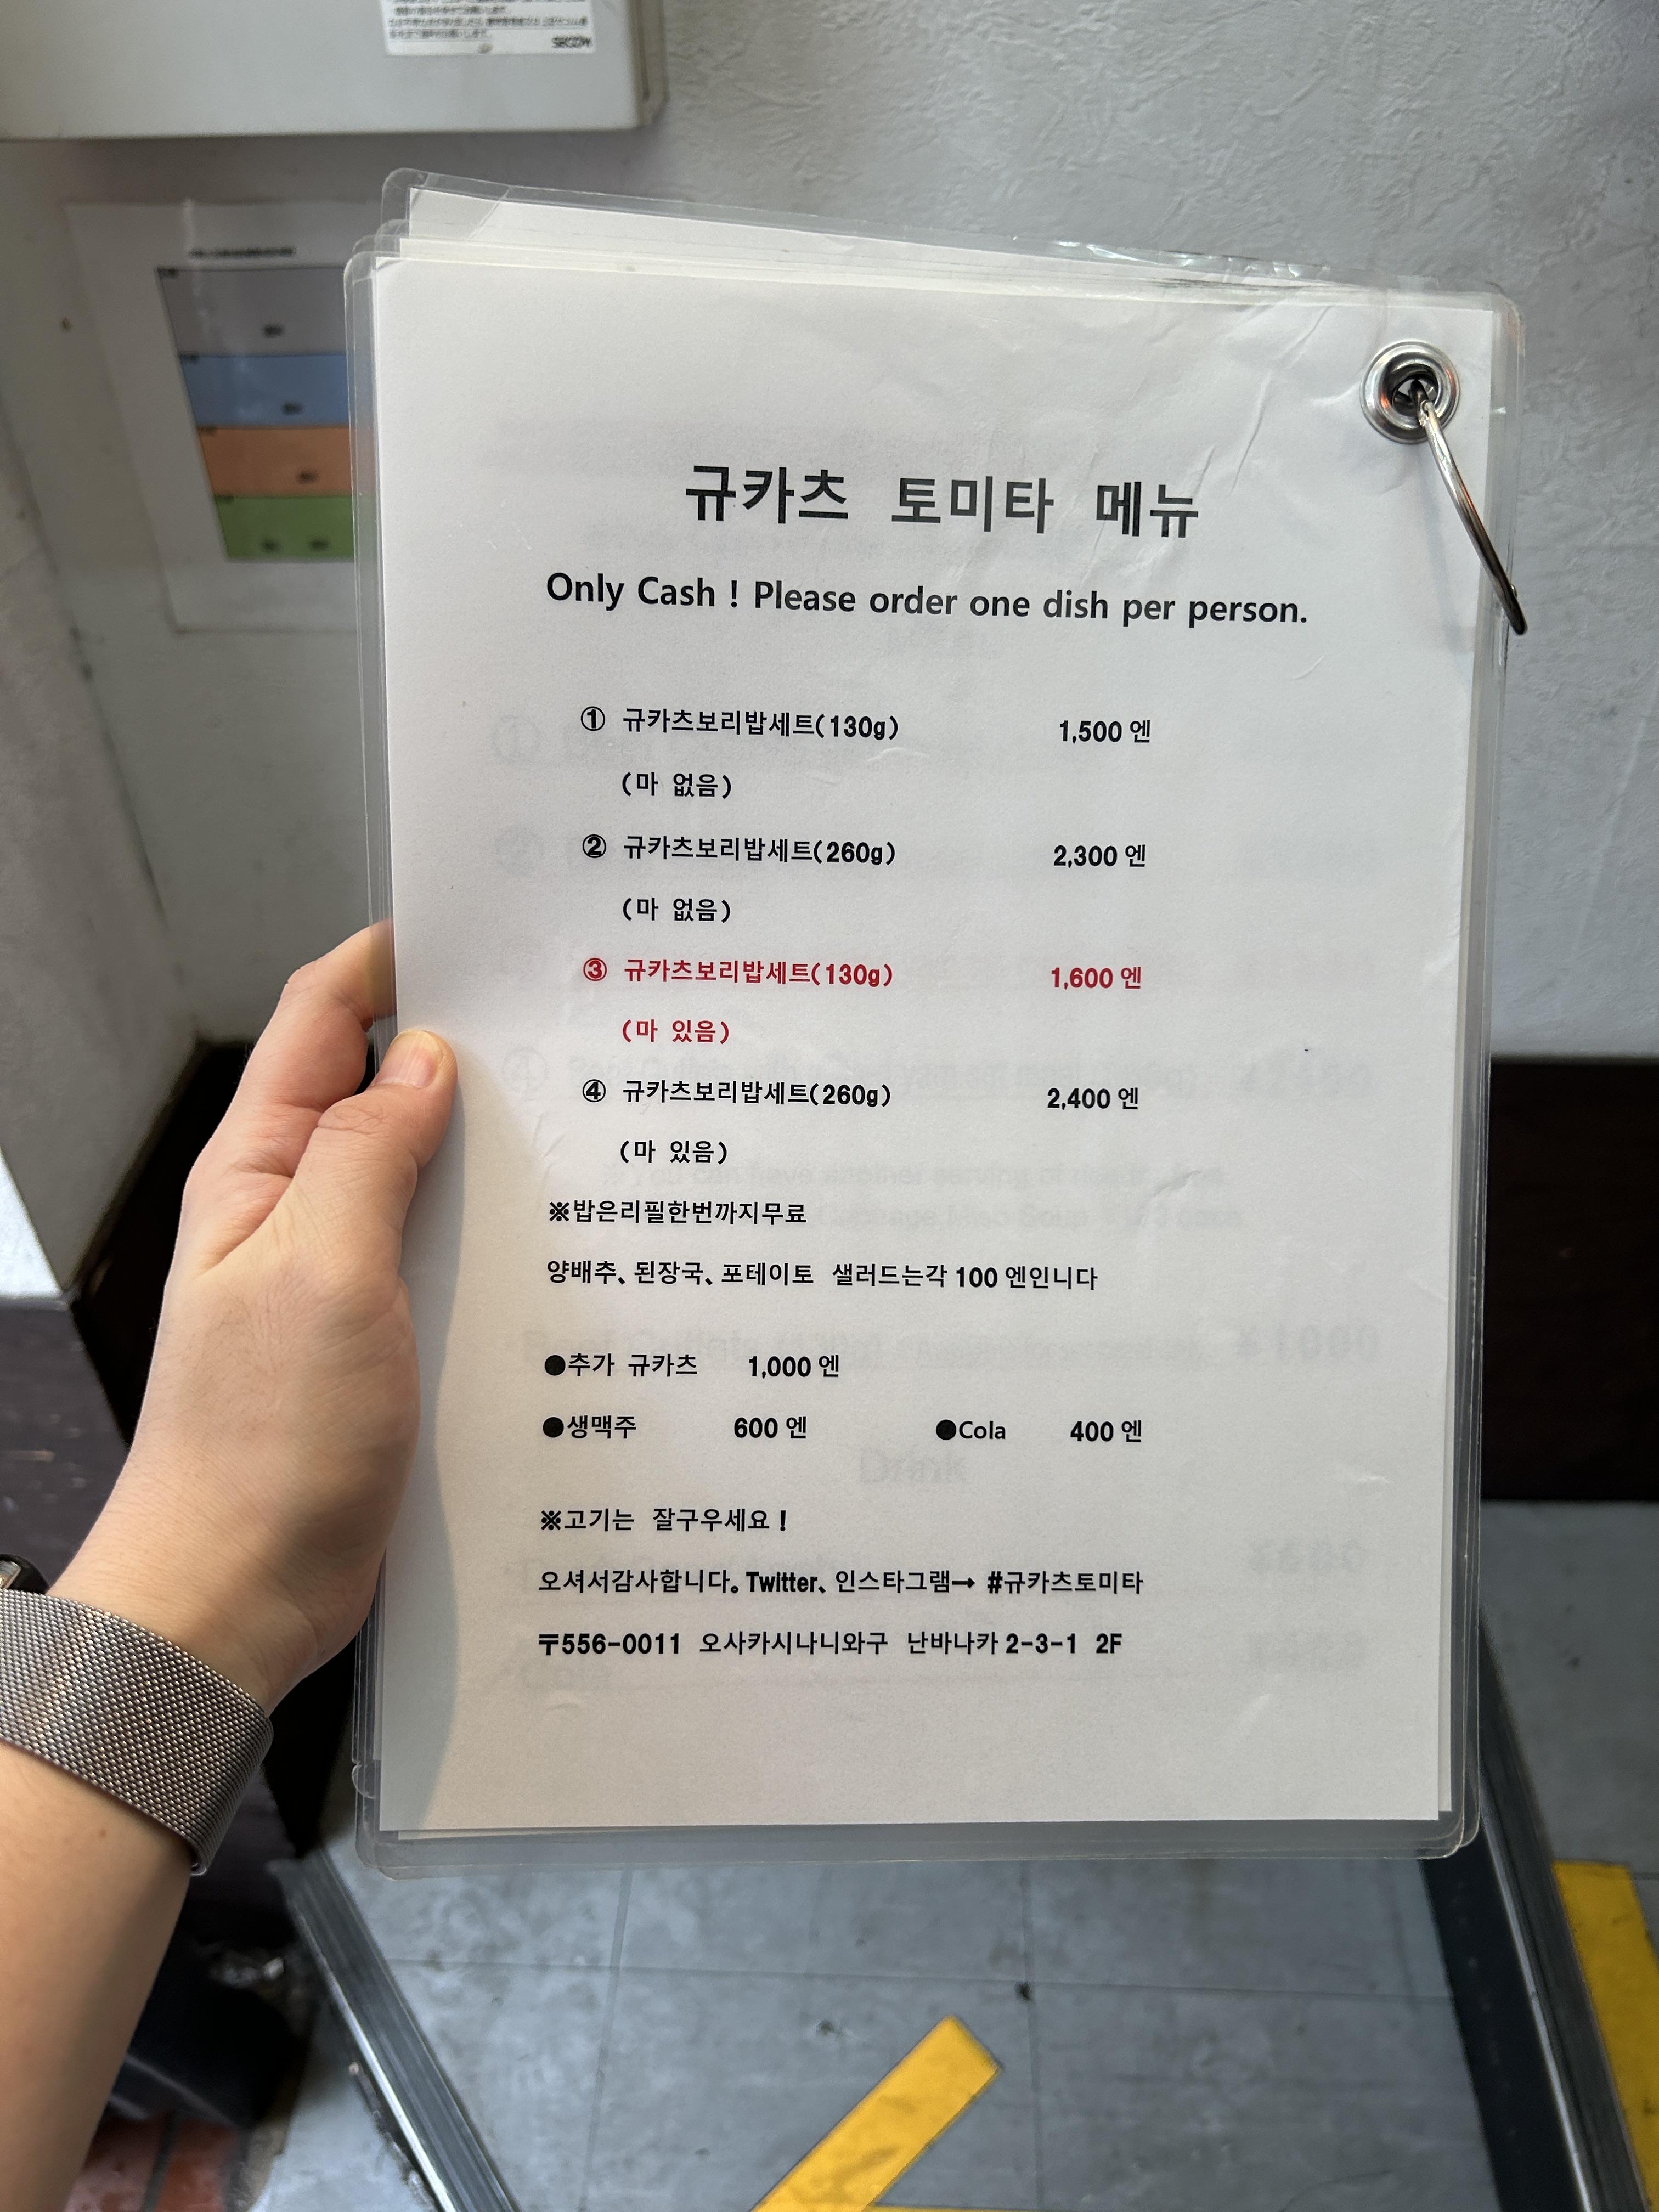 규카츠 토미타 메뉴
Only Cash ! Please order one dish per person.
① 규카츠보리밥세트(130g) 1,500 엔
(마 없음)
② 규카츠보리밥세트(260g) 2,300 엔
(마 없음)
③ 규카츠보리밥세트(130g) 1,600 엔
(마 있음)
④ 규카츠보리밥세트(260g) 2,400 엔
(마 있음)
※밥은리필한번까지무료
양배추、된장국、포테이토 샐러드는각 100 엔인니다
●추가 규카츠 1,000 엔
●생맥주 600 엔 ●Cola 400 엔
※고기는 잘구우세요 !
오셔서감사합니다。Twitter、인스타그램→ #규카츠토미타
〒556-0011 오사카시나니와구 난바나카 2-3-1 2F